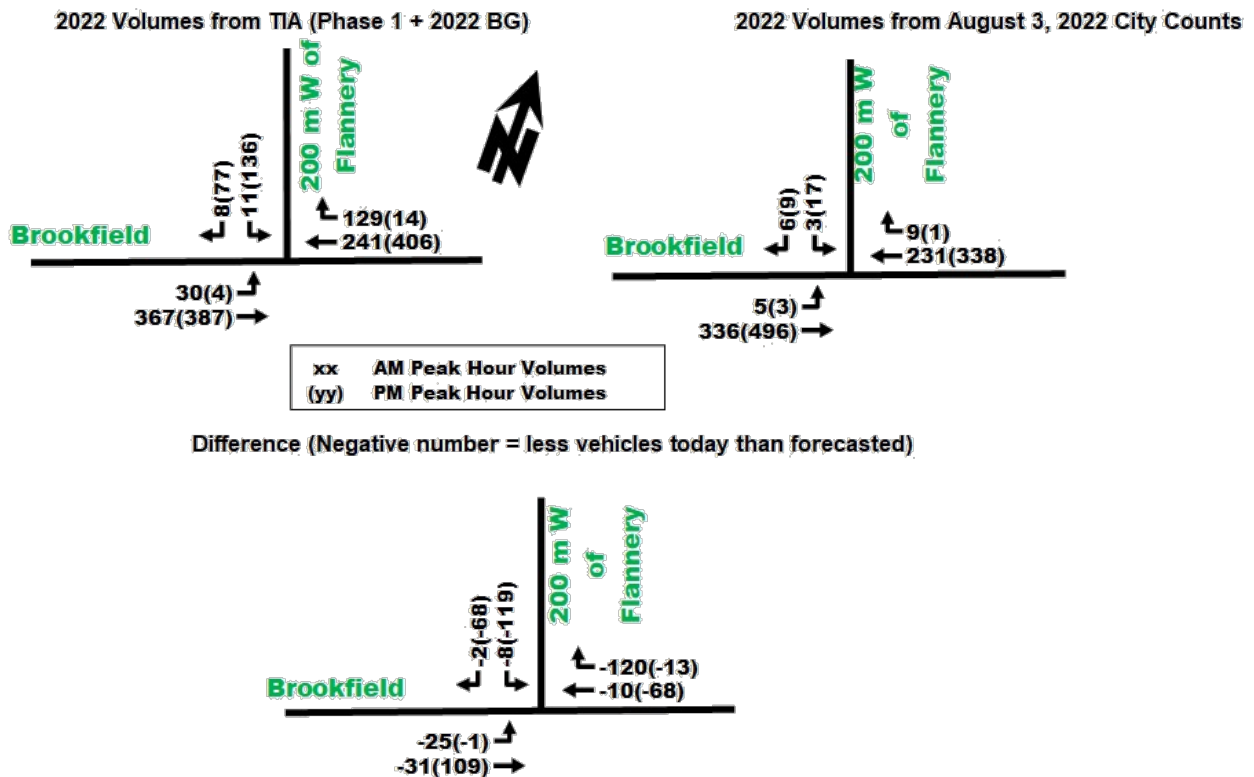 2022 Volumes from TIA (Phase 1 + 2022 BG)
200 m W of
Flannery
8(77)
11(136)
129(14)
241(406)
Brookfield
30(4)
367(387)
2022 Volumes from August 3, 2022 City Counts
200 m W
of
Flannery
6(9)
3(17)
9(1)
231(338)
Brookfield
5(3)
336(496)
xx AM Peak Hour Volumes
(yy) PM Peak Hour Volumes
Difference (Negative number = less vehicles today than forecasted)
200 m W
of
Flannery
-2(-68)
-8(-119)
-120(-13)
-10(-68)
Brookfield
-25(-1)
-31(109)